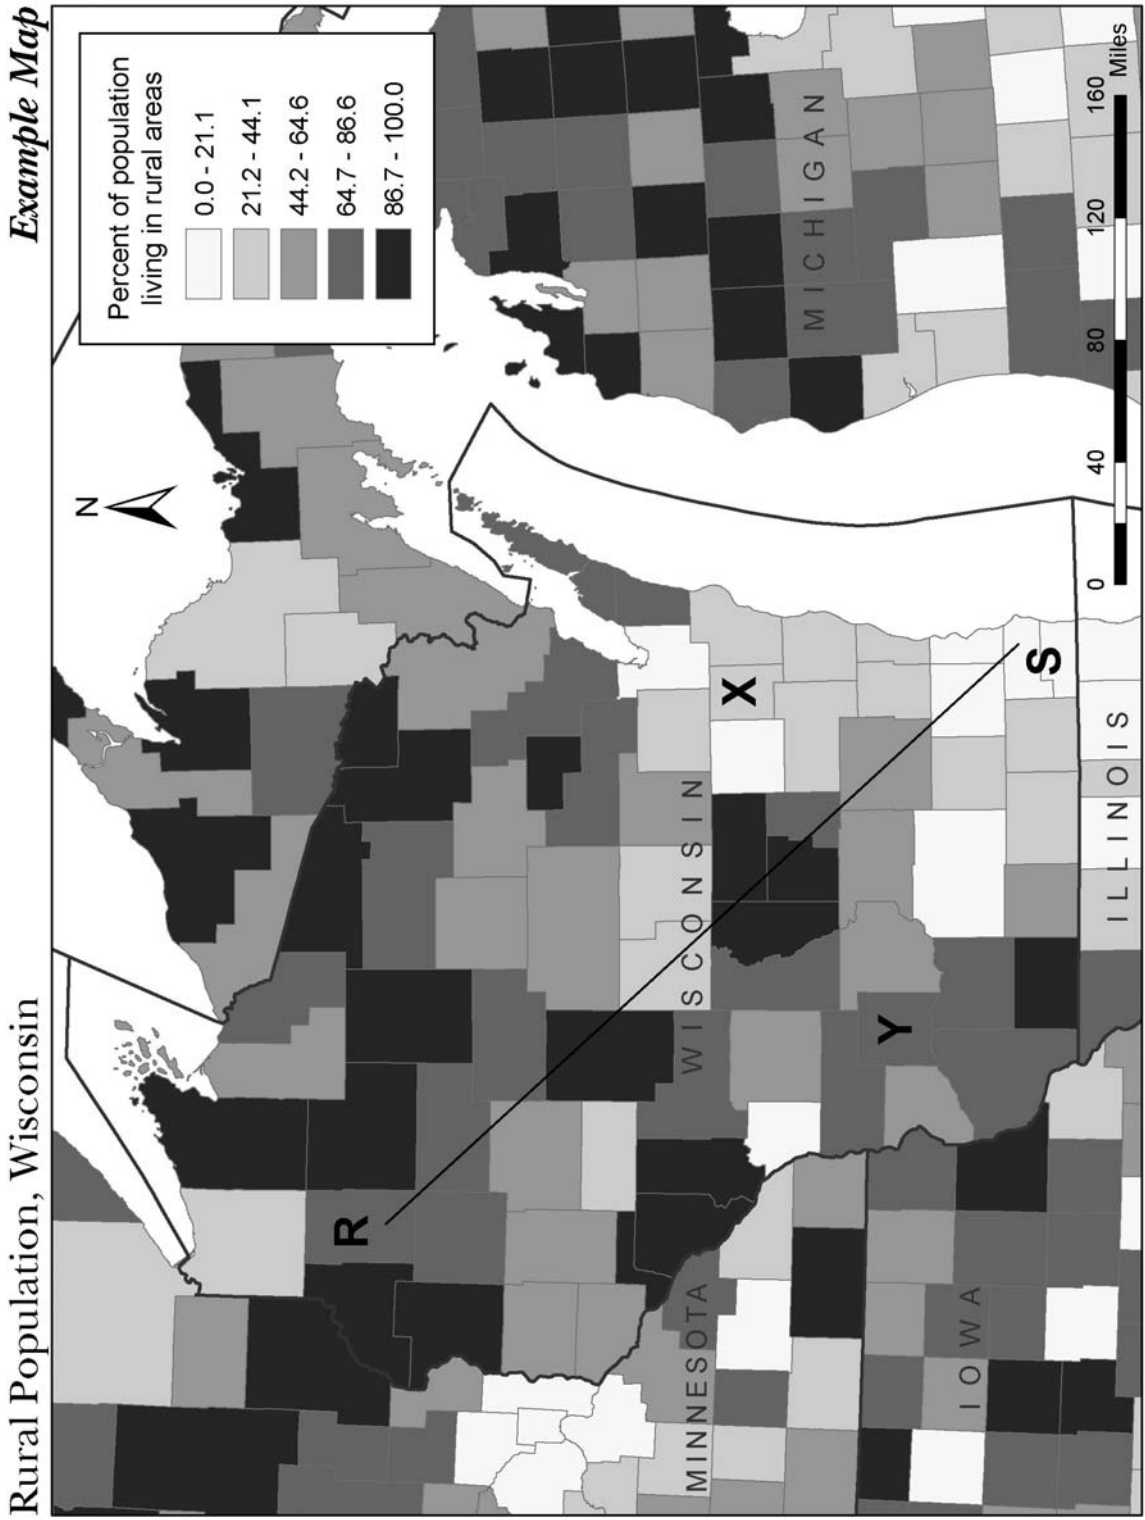 Rural Population, Wisconsin
Example Map
Percent of population
living in rural areas
0.0 - 21.1
21.2 - 44.1
44.2 - 64.6
64.7 - 86.6
86.7 - 100.0
N
R
MINNESOTA
WISCONSIN
X
MICHIGAN
Y
IOWA
S
ILLINOIS
0 40 80 120 160
Miles